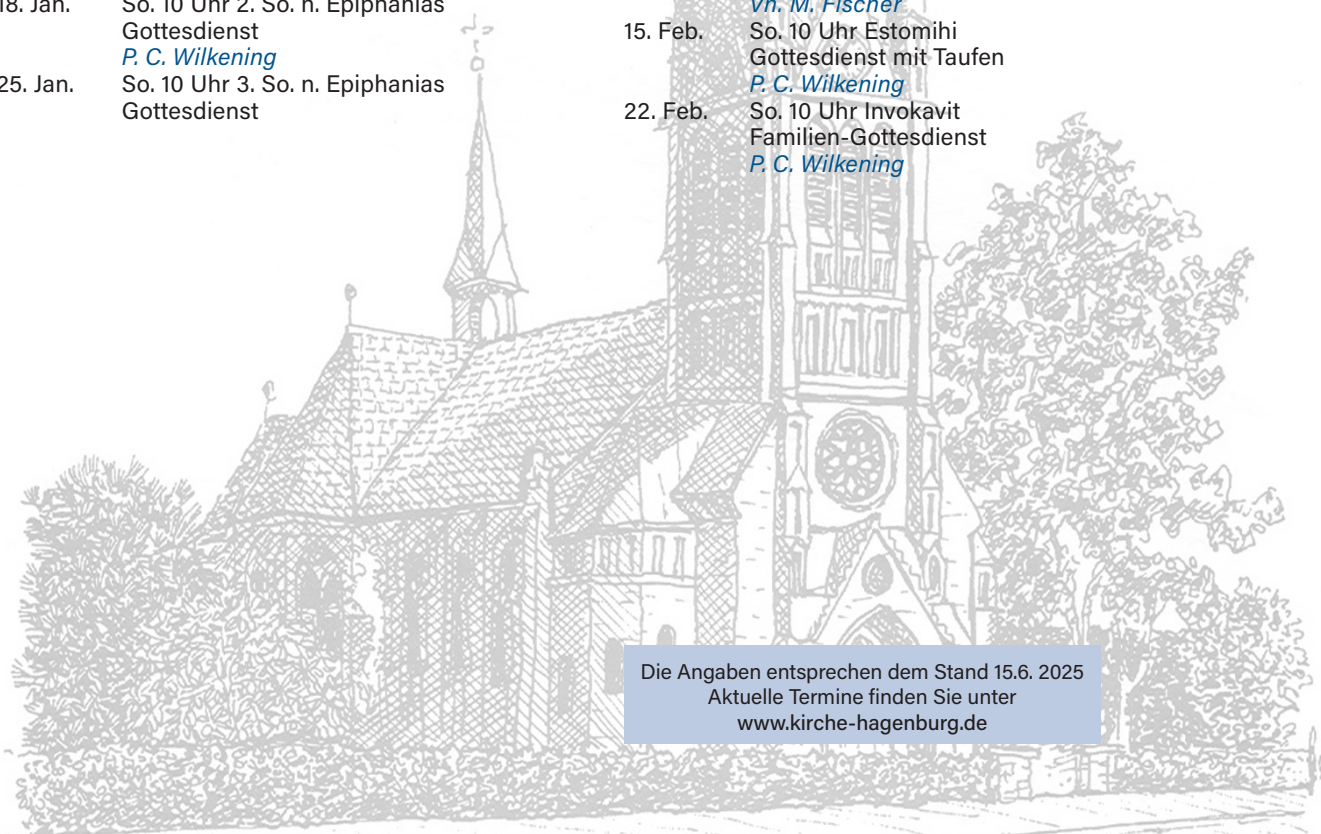 18. Jan. So. 10 Uhr 2. So. n. Epiphanias
Gottesdienst
P. C. Wilkening
25. Jan. So. 10 Uhr 3. So. n. Epiphanias
Gottesdienst
Vn. M. Fischer
15. Feb. So. 10 Uhr Estomihi
Gottesdienst mit Taufen
P. C. Wilkening
22. Feb. So. 10 Uhr Invokavit
Familien-Gottesdienst
P. C. Wilkening
Die Angaben entsprechen dem Stand 15.6. 2025
Aktuelle Termine finden Sie unter
www.kirche-hagenburg.de